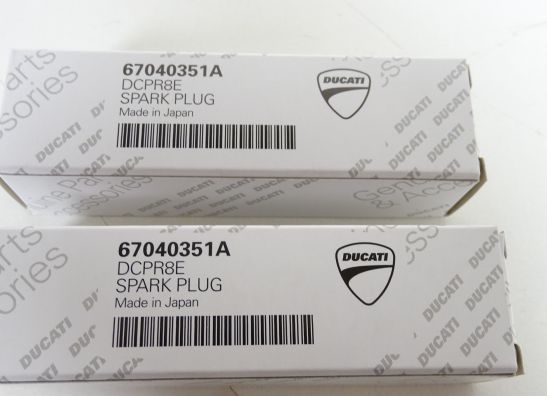 67040351A
DCPR8E
SPARK PLUG
Made in Japan
DUCATI
67040351A
DCPR8E
SPARK PLUG
Made in Japan
DUCATI